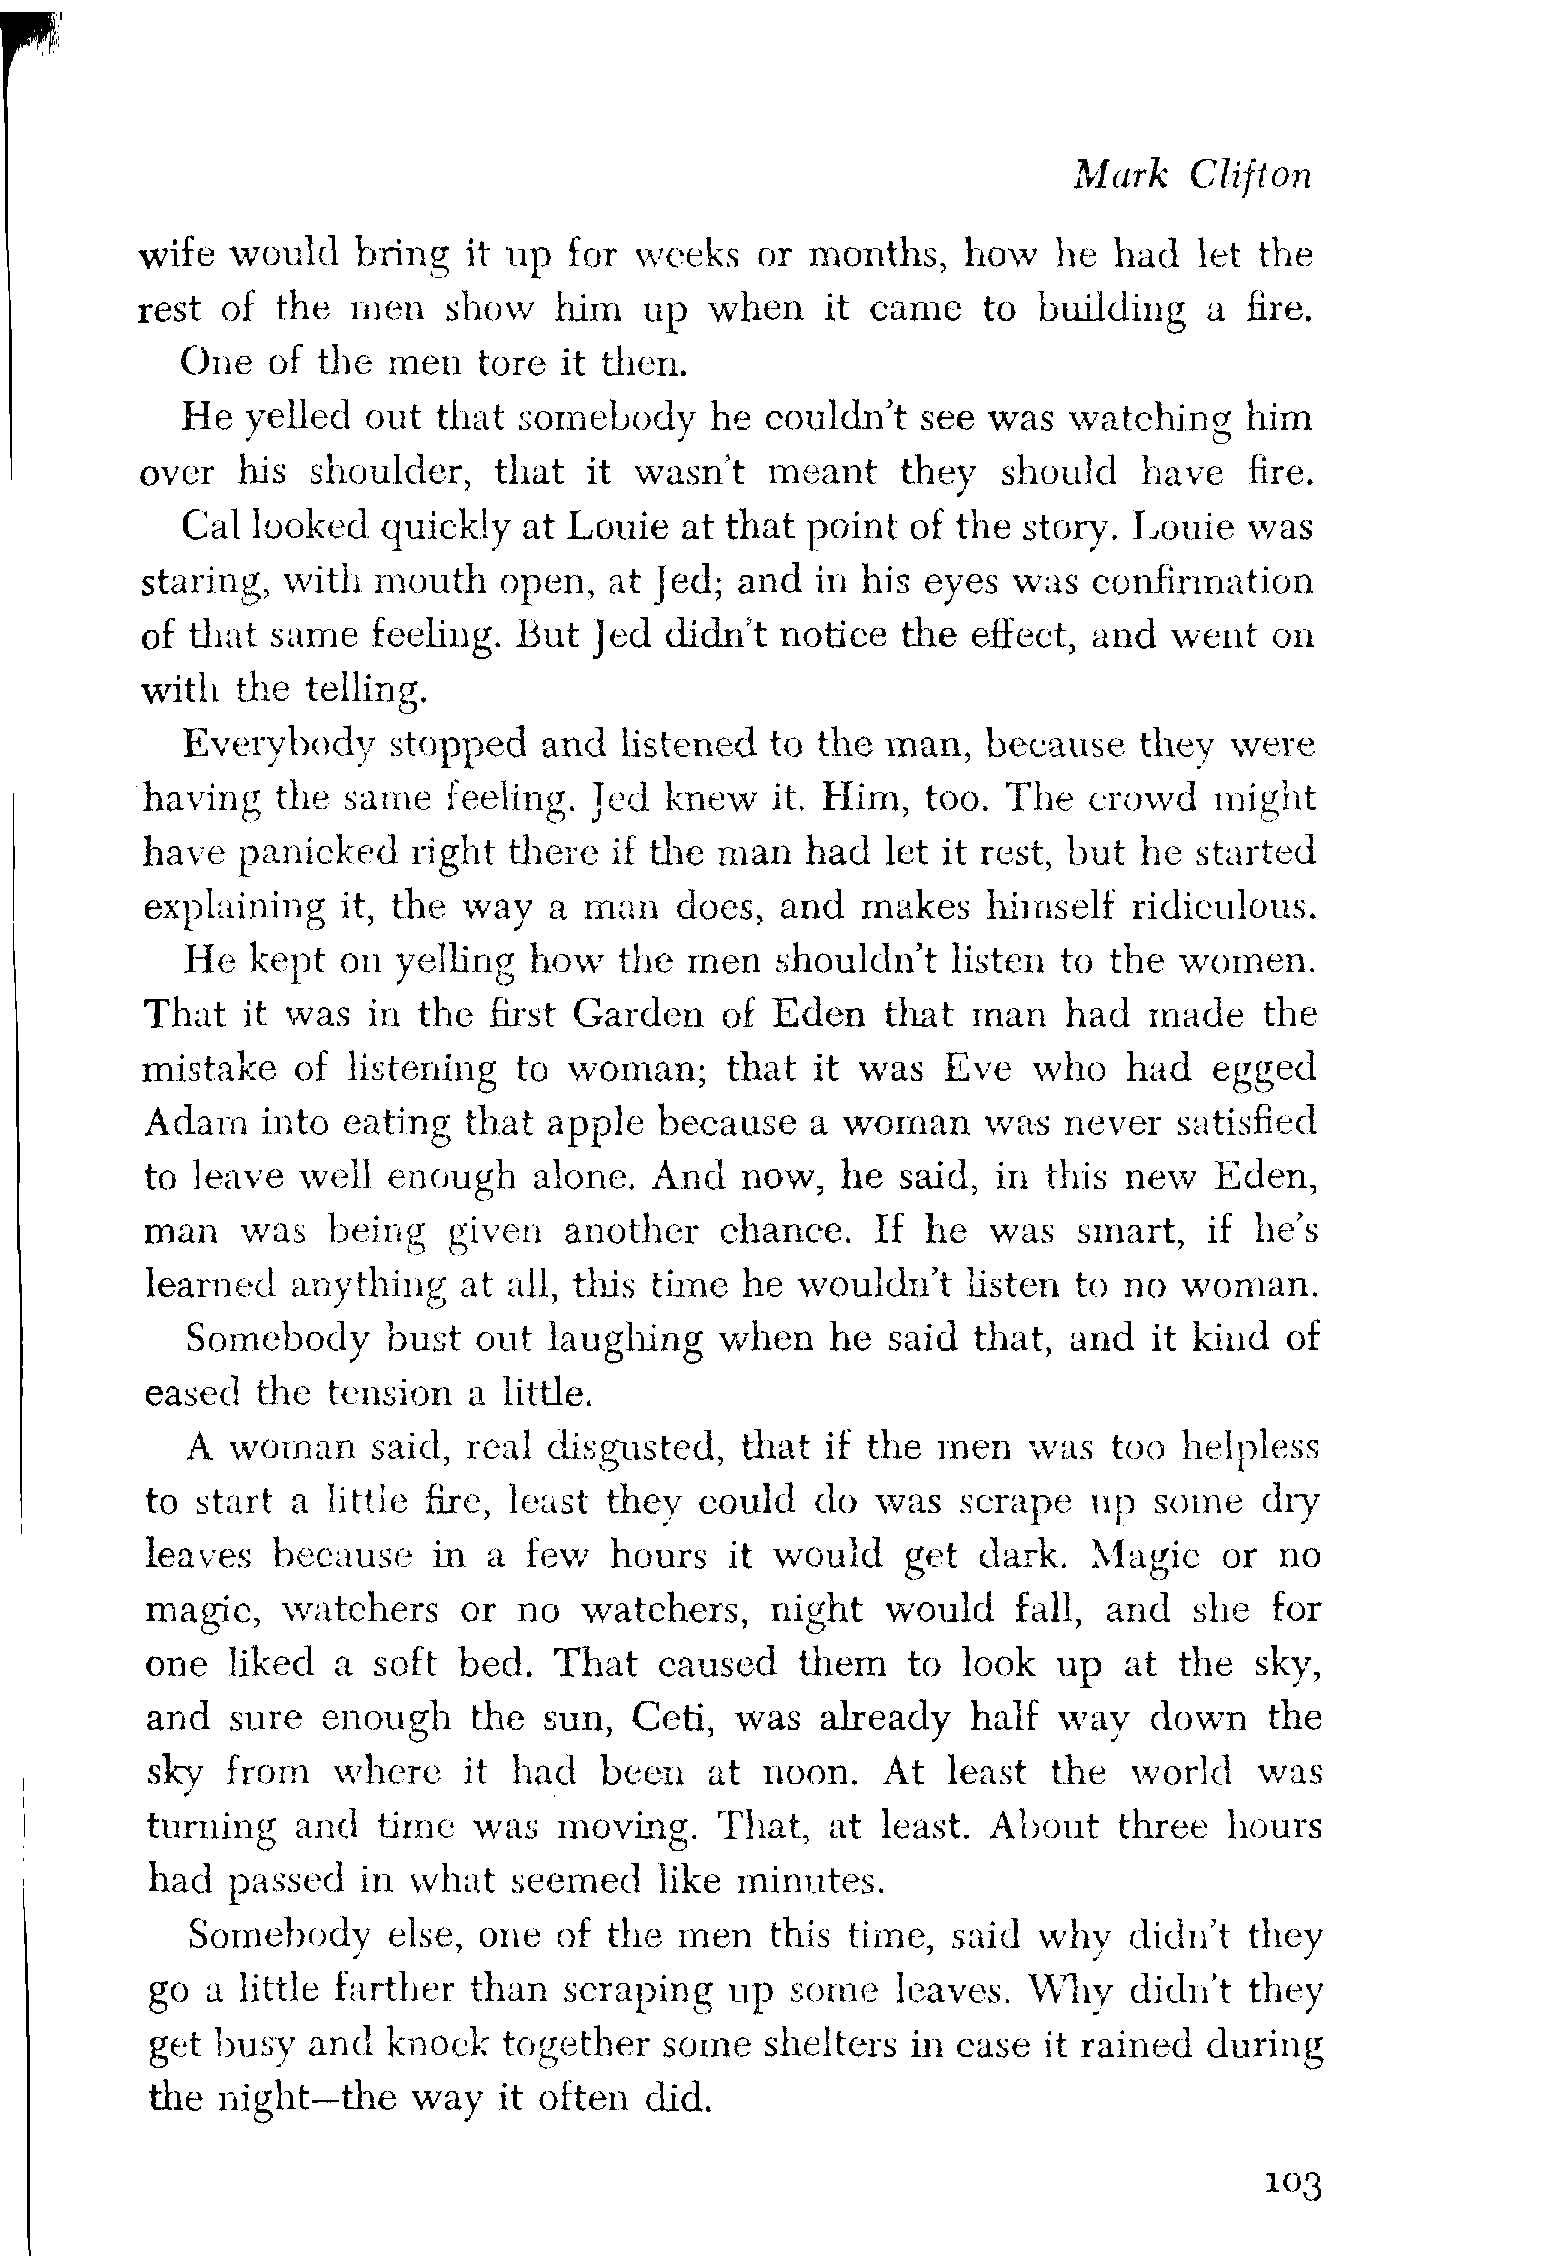 Mark Clifton
wife would bring it up for weeks or months, how he had let the
rest of the men show him up when it came to building a fire.
One of the men tore it then.
He yelled out that somebody he couldn't see was watching him
over his shoulder, that it wasn't meant they should have fire.
Cal looked quickly at Louie at that point of the story. Louie was
staring, with mouth open, at Jed; and in his eyes was confirmation
of that same feeling. But Jed didn't notice the effect, and went on
with the telling.
Everybody stopped and listened to the man, because they were
having the same feeling. Jed knew it. Him, too. The crowd might
have panicked right there if the man had let it rest, but he started
explaining it, the way a man does, and makes himself ridiculous.
He kept on yelling how the men shouldn't listen to the women.
That it was in the first Garden of Eden that man had made the
mistake of listening to woman; that it was Eve who had egged
Adam into eating that apple because a woman was never satisfied
to leave well enough alone. And now, he said, in this new Eden,
man was being given another chance. If he was smart, if he's
learned anything at all, this time he wouldn't listen to no woman.
Somebody bust out laughing when he said that, and it kind of
eased the tension a little.
A woman said, real disgusted, that if the men was too helpless
to start a little fire, least they could do was scrape up some dry
leaves because in a few hours it would get dark. Magic or no
magic, watchers or no watchers, night would fall, and she for
one liked a soft bed. That caused them to look up at the sky,
and sure enough the sun, Ceti, was already half way down the
sky from where it had been at noon. At least the world was
turning and time was moving. That, at least. About three hours
had passed in what seemed like minutes.
Somebody else, one of the men this time, said why didn't they
go a little farther than scraping up some leaves. Why didn't they
get busy and knock together some shelters in case it rained during
the night—the way it often did.
103